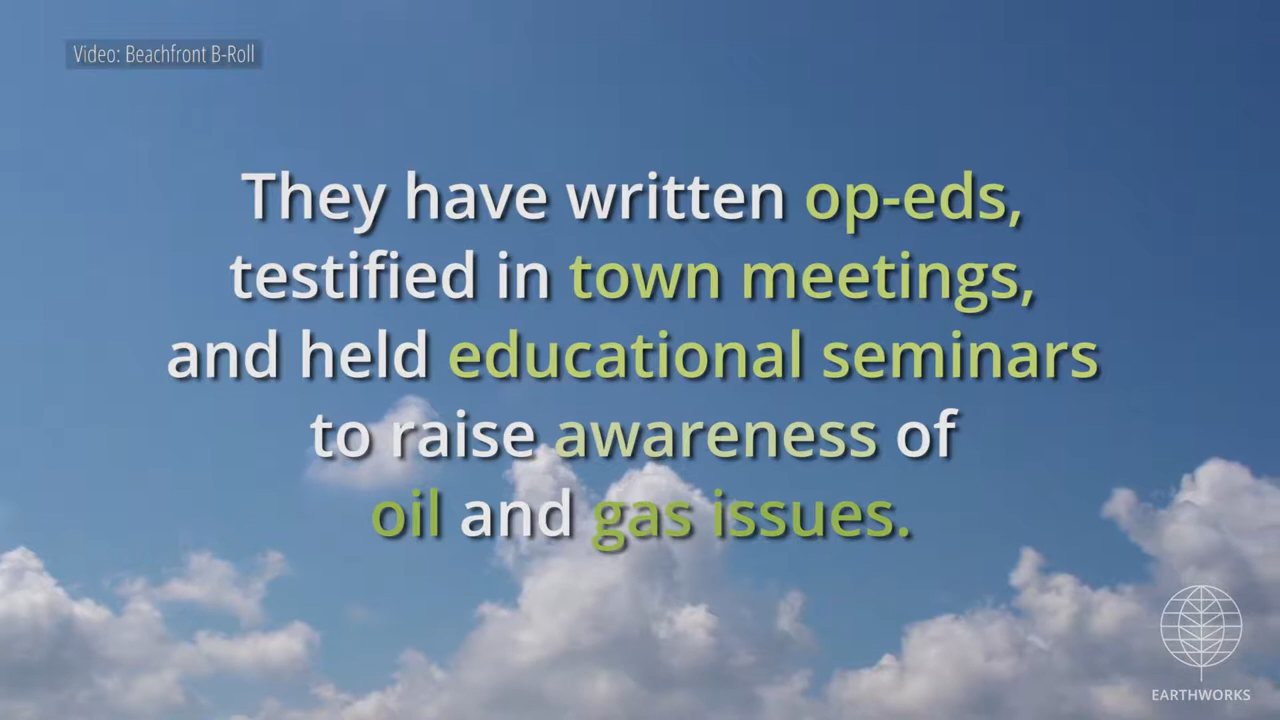 Video: Beachfront B-Roll
They have written op-eds,
testified in town meetings,
and held educational seminars
to raise awareness of
oil and gas issues.
EARTHWORKS